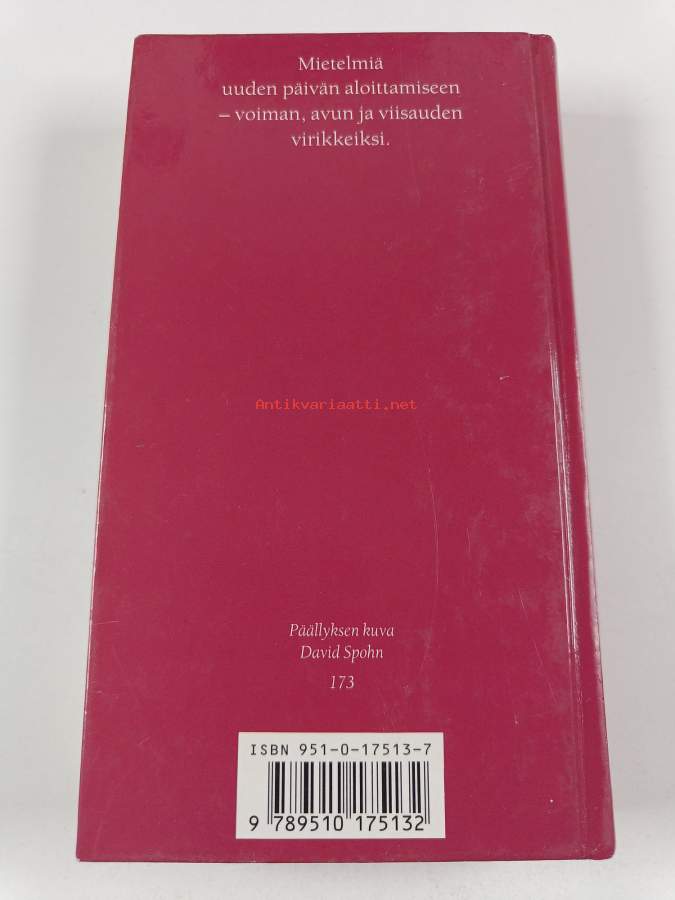 Mietelmiä
uuden päivän aloittamiseen
– voiman, avun ja viisauden
virikkeiksi.
Antikvariaatti.net
Päällyksen kuva
David Spohn
173
ISBN 951-0-17513-7
9 789510 175132